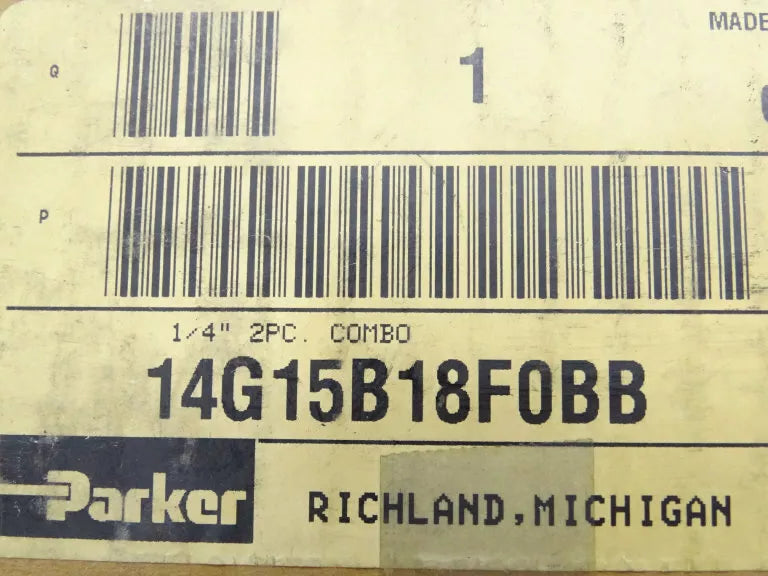 MADE
Q
1
P
1/4" 2PC. COMBO
14G15B18F0BB
Parker
RICHLAND,MICHIGAN